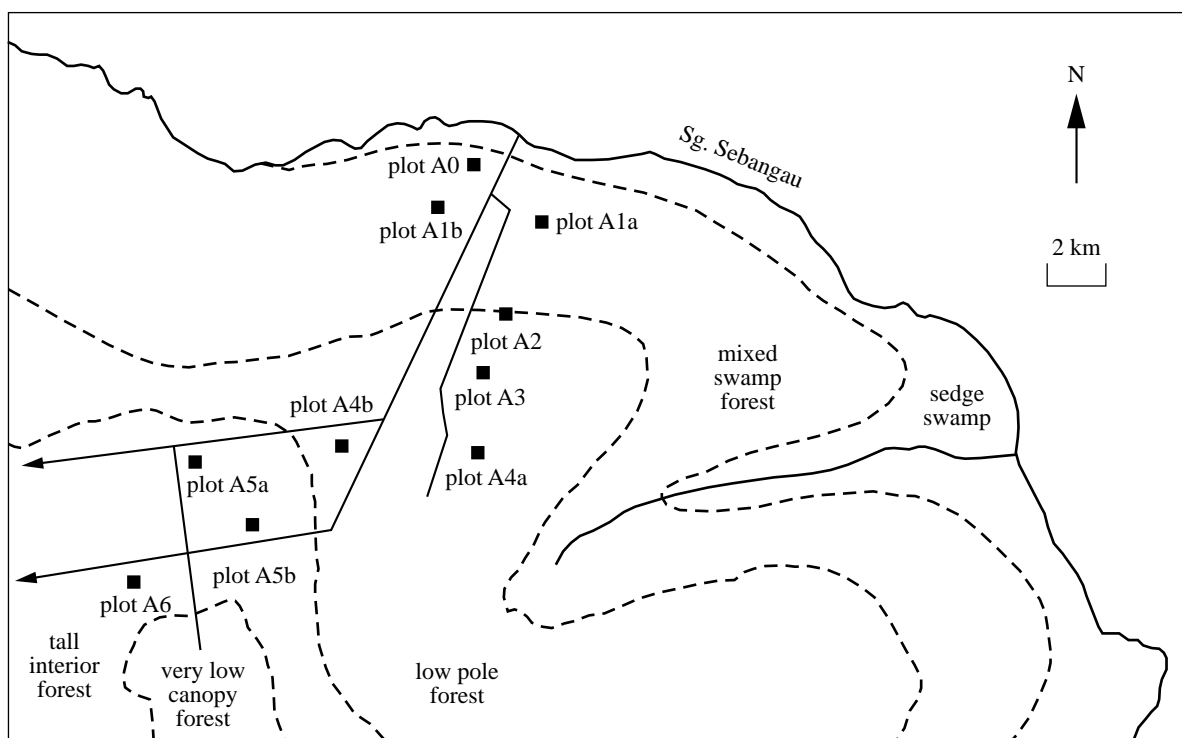 N
Sg. Sebangau
plot A0
plot A1b
plot A1a
2 km
plot A2
mixed
swamp
forest
plot A3
sedge
swamp
plot A4b
plot A5a
plot A4a
plot A5b
plot A6
tall
interior
forest
very low
canopy
forest
low pole
forest